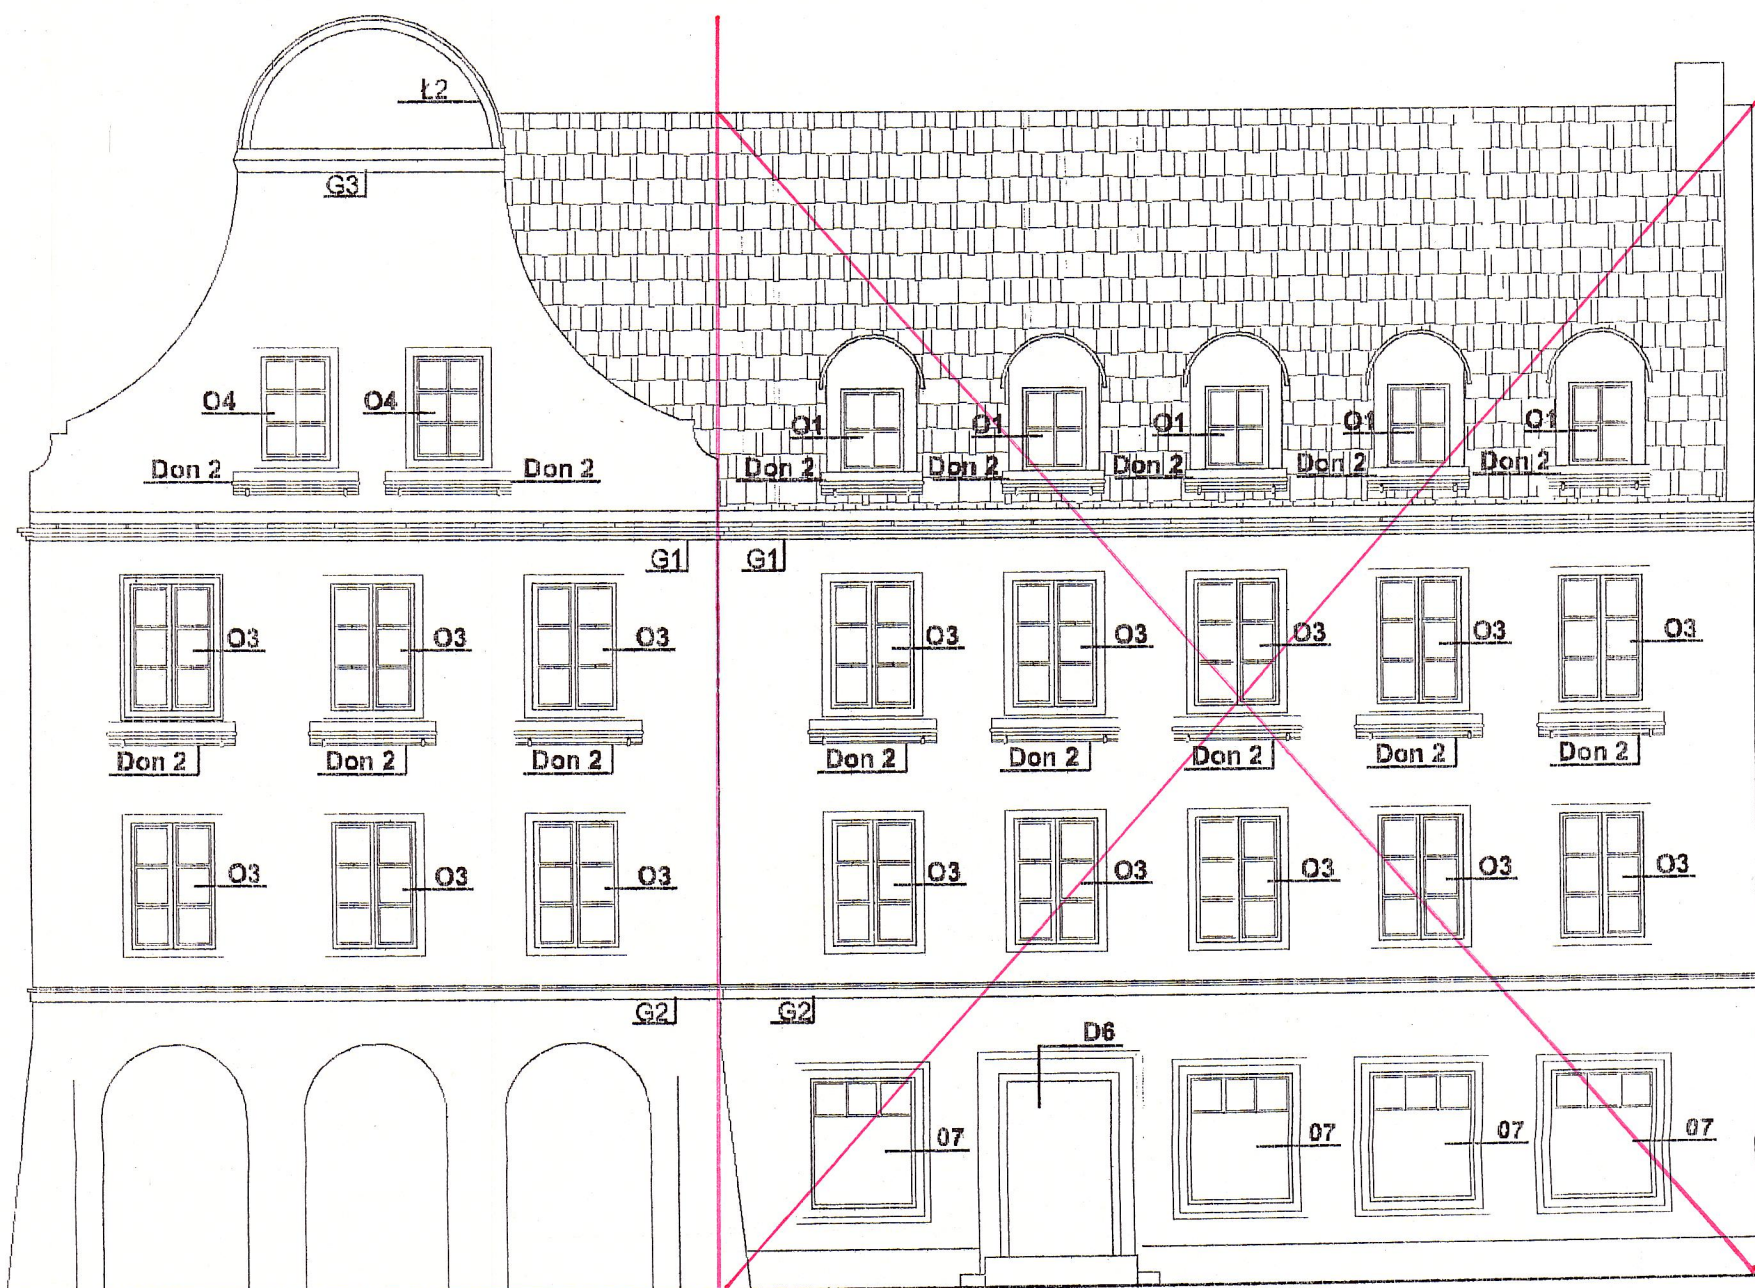 Ł2
G3
O4 O4 O1 O1 O1 O1 O1
Don 2 Don 2 Don 2 Don 2 Don 2 Don 2 Don 2
G1 G1
O3 O3 O3 O3 O3 O3 O3 O3
Don 2 Don 2 Don 2 Don 2 Don 2 Don 2 Don 2 Don 2
O3 O3 O3 O3 O3 O3 O3 O3
G2 G2
D6
07 07 07 07